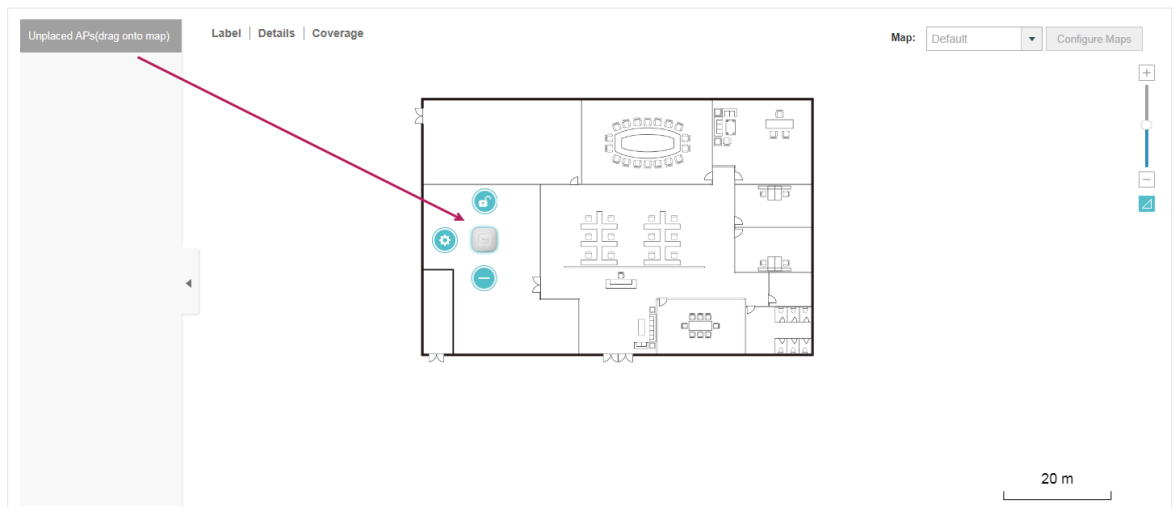 Unplaced APs(drag onto map)
Label | Details | Coverage
Map: Default
Configure Maps
20 m